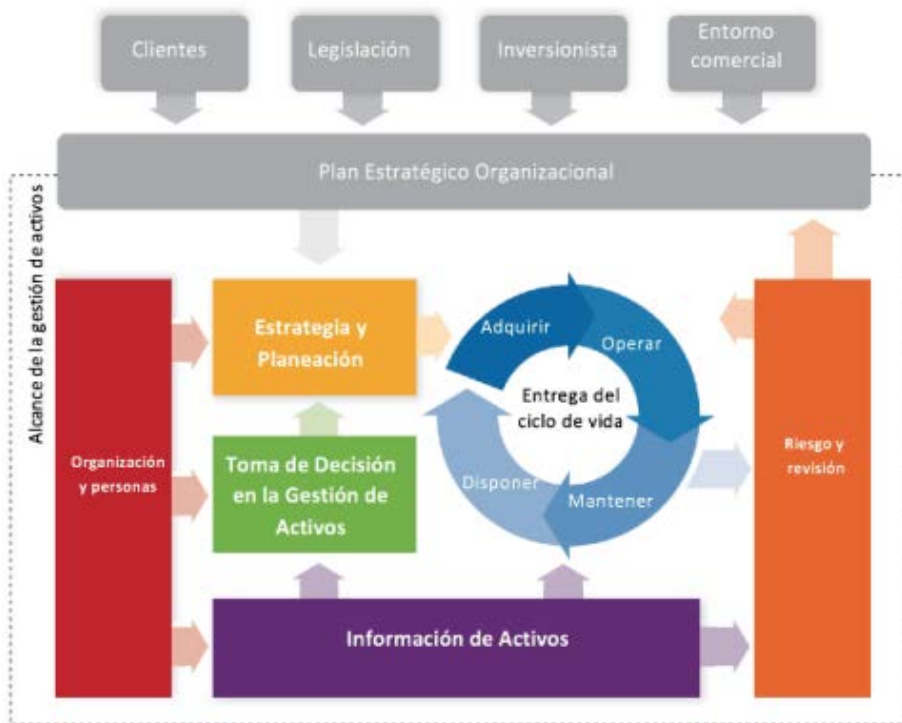 Clientes
Legislación
Inversionista
Entorno
comercial
Plan Estratégico Organizacional
Alcance de la gestión de activos
Organización
y personas
Estrategia y
Planeación
Toma de Decisión
en la Gestión de
Activos
Adquirir
Operar
Entrega del
ciclo de vida
Disponer
Mantener
Riesgo y
revisión
Información de Activos